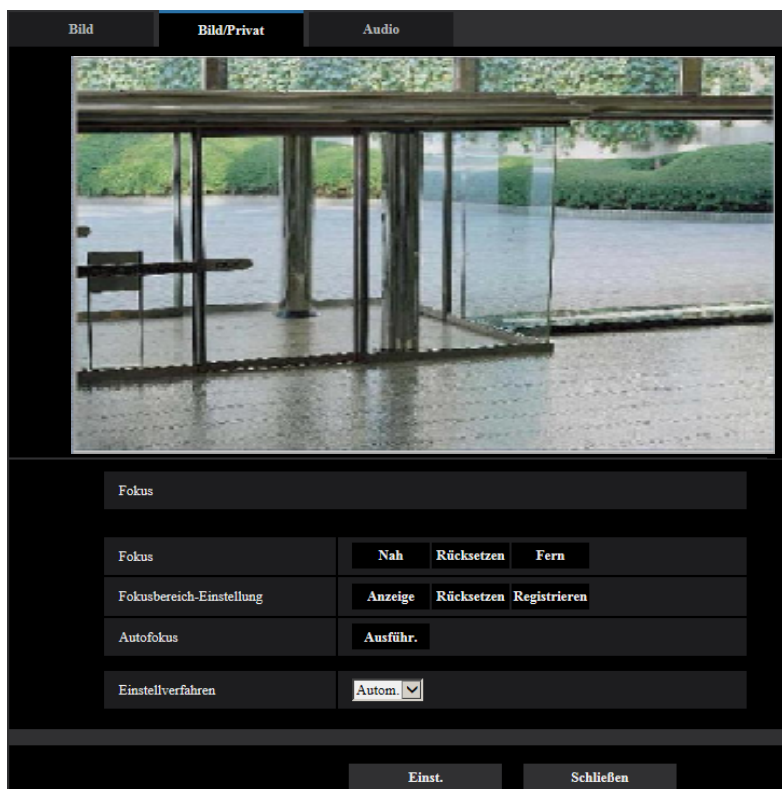 Bild Bild/Privat Audio
Fokus
Fokus Nah Rücksetzen Fern
Fokusbereich-Einstellung Anzeige Rücksetzen Registrieren
Autofokus Ausführ.
Einstellverfahren Autom.
Einst. Schließen